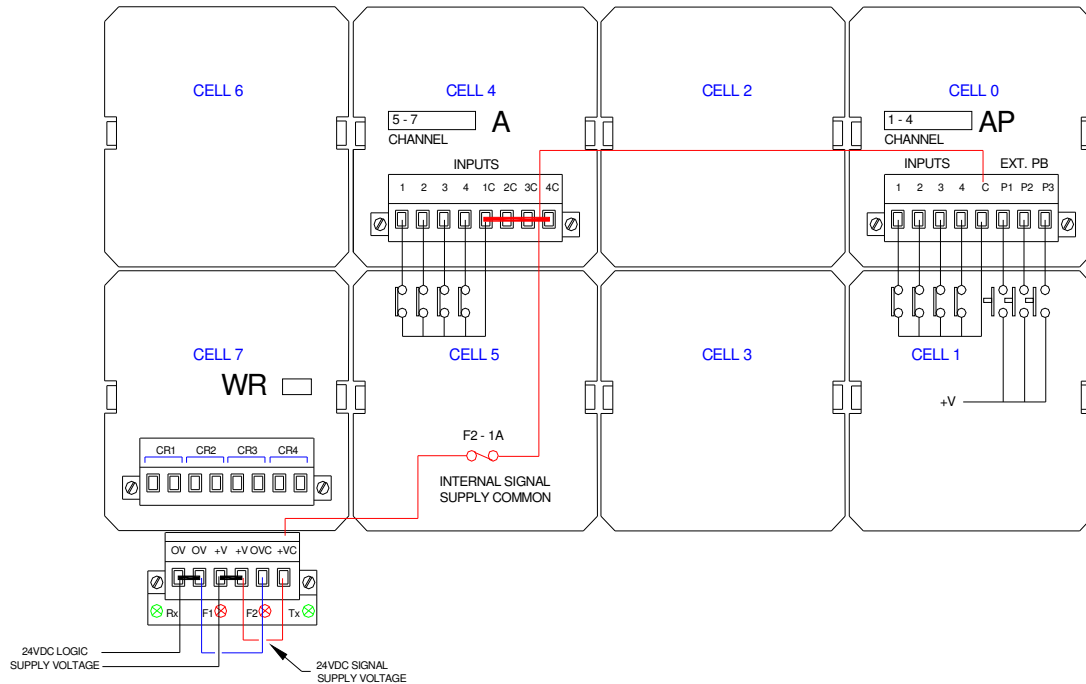 CELL 6
CELL 4
CELL 2
CELL 0
5 - 7
A
CHANNEL
1 - 4
AP
CHANNEL
INPUTS
INPUTS EXT. PB
1 2 3 4 1C 2C 3C 4C
1 2 3 4 C P1 P2 P3
CELL 7
CELL 5
CELL 3
CELL 1
WR
+V
CR1 CR2 CR3 CR4
F2 - 1A
INTERNAL SIGNAL
SUPPLY COMMON
OV OV +V +V OVC +VC
Rx F1 F2 Tx
24VDC LOGIC
SUPPLY VOLTAGE
24VDC SIGNAL
SUPPLY VOLTAGE